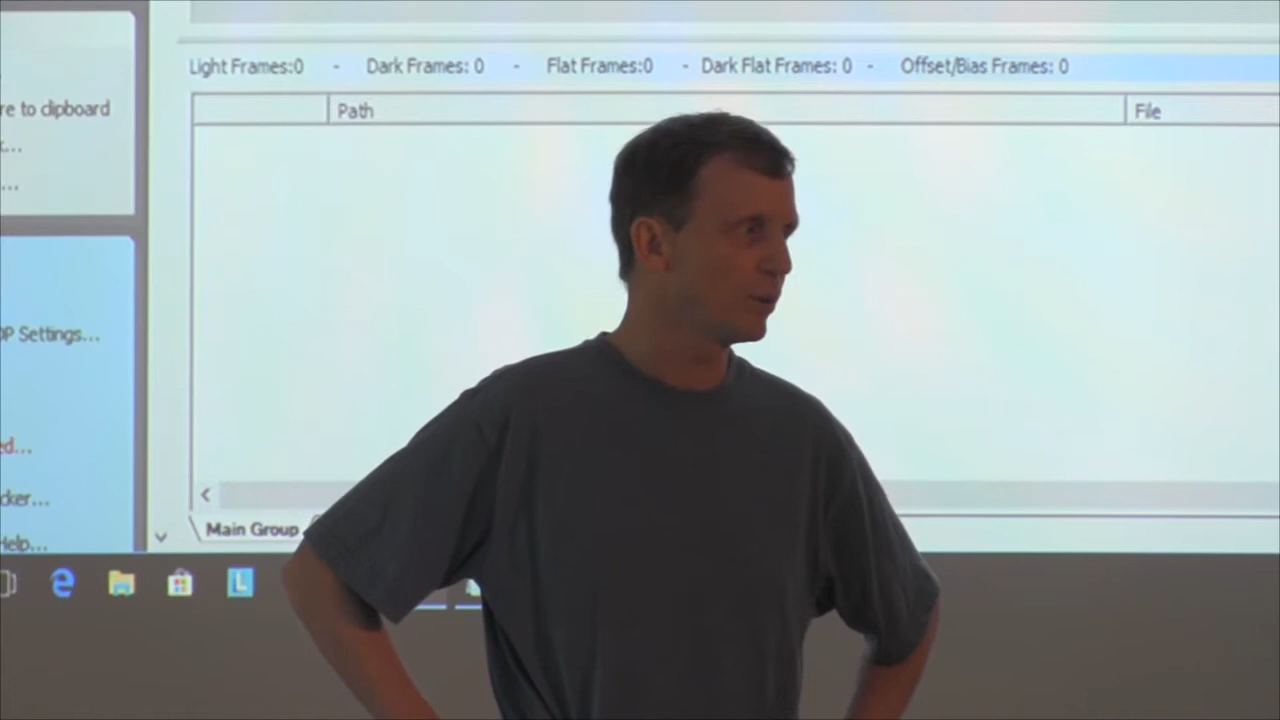 re to clipboard
...
...
Light Frames:0 - Dark Frames: 0 - Flat Frames:0 - Dark Flat Frames: 0 - Offset/Bias Frames: 0
Path File
Settings...
ed...
cker...
Help...
Main Group
L